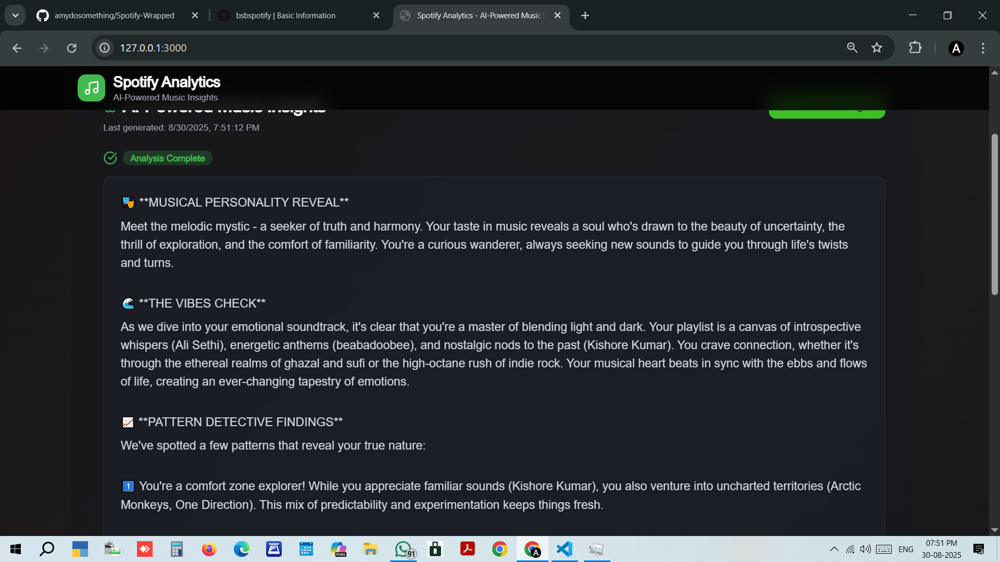 amydosomething/Spotify-Wrapped
bsbspotify | Basic Information
Spotify Analytics - AI-Powered Music
127.0.0.1:3000
A
Spotify Analytics
AI-Powered Music Insights
AI-Powered Music Insights
Last generated: 8/30/2025, 7:51:12 PM
Analysis Complete
**MUSICAL PERSONALITY REVEAL**
Meet the melodic mystic - a seeker of truth and harmony. Your taste in music reveals a soul who's drawn to the beauty of uncertainty, the
thrill of exploration, and the comfort of familiarity. You're a curious wanderer, always seeking new sounds to guide you through life's twists
and turns.
**THE VIBES CHECK**
As we dive into your emotional soundtrack, it's clear that you're a master of blending light and dark. Your playlist is a canvas of introspective
whispers (Ali Sethi), energetic anthems (beabadoobee), and nostalgic nods to the past (Kishore Kumar). You crave connection, whether it's
through the ethereal realms of ghazal and sufi or the high-octane rush of indie rock. Your musical heart beats in sync with the ebbs and flows
of life, creating an ever-changing tapestry of emotions.
**PATTERN DETECTIVE FINDINGS**
We've spotted a few patterns that reveal your true nature:
1 You're a comfort zone explorer! While you appreciate familiar sounds (Kishore Kumar), you also venture into uncharted territories (Arctic
Monkeys, One Direction). This mix of predictability and experimentation keeps things fresh.
M365
91
A
ENG
07:51 PM
30-08-2025